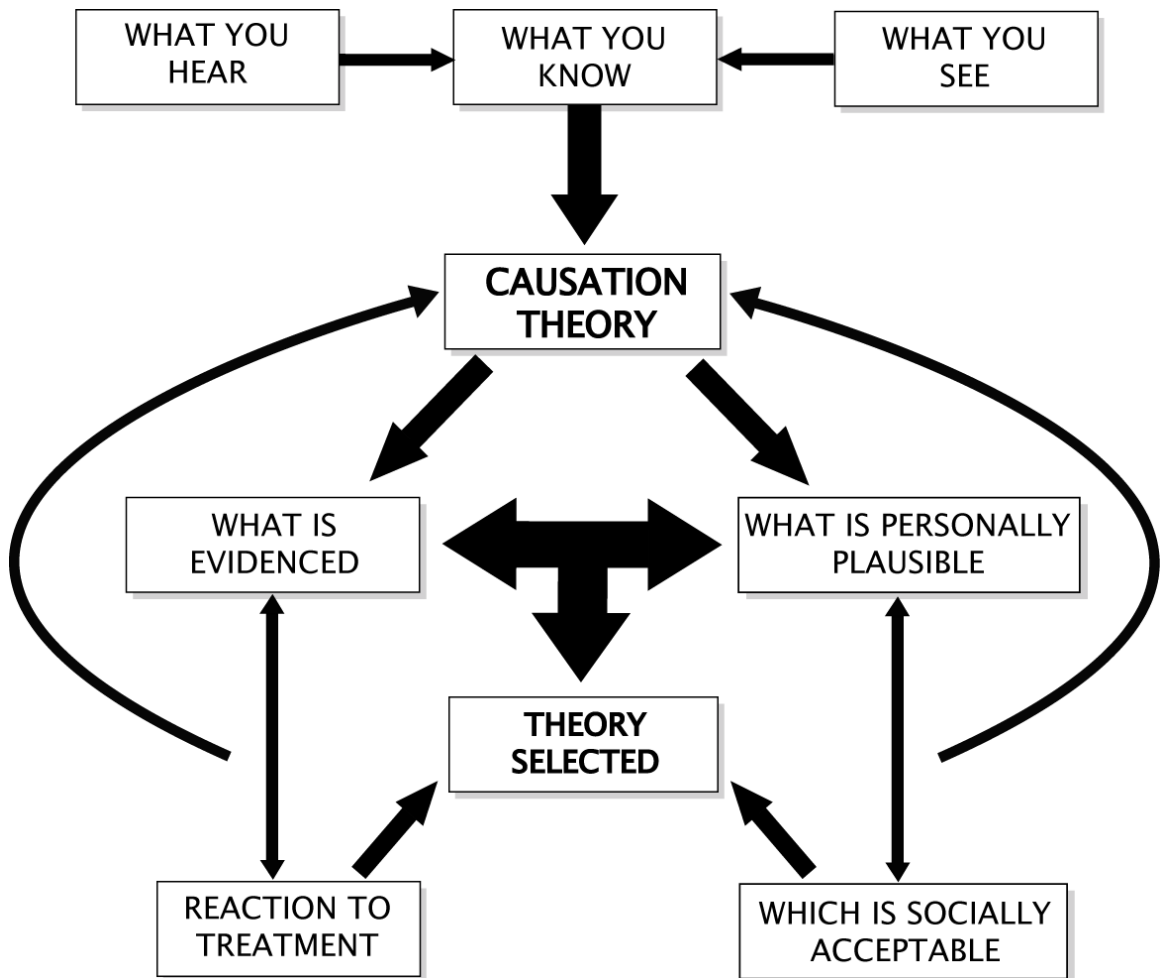 WHAT YOU
HEAR
WHAT YOU
KNOW
WHAT YOU
SEE
CAUSATION
THEORY
WHAT IS
EVIDENCED
WHAT IS PERSONALLY
PLAUSIBLE
THEORY
SELECTED
REACTION TO
TREATMENT
WHICH IS SOCIALLY
ACCEPTABLE